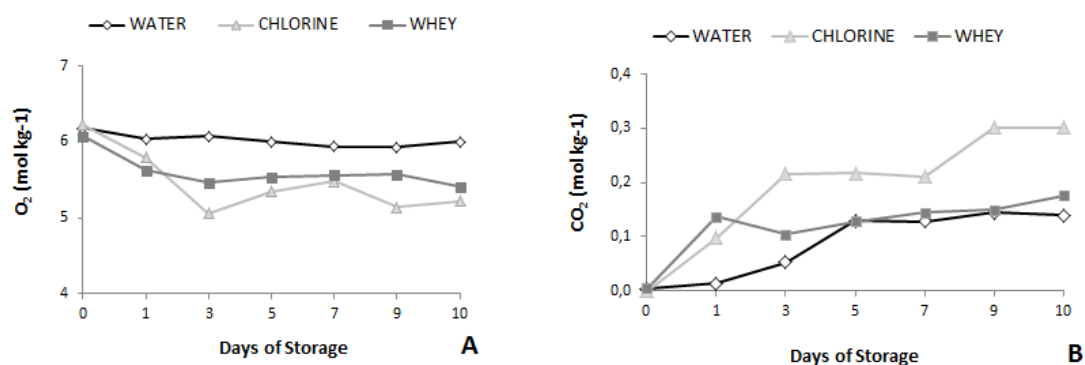 WATER CHLORINE WHEY
O₂ (mol kg-1)
7
6
5
4
0 1 3 5 7 9 10
Days of Storage
A
WATER CHLORINE WHEY
CO₂ (mol kg-1)
0,4
0,3
0,2
0,1
0,0
0 1 3 5 7 9 10
Days of Storage
B